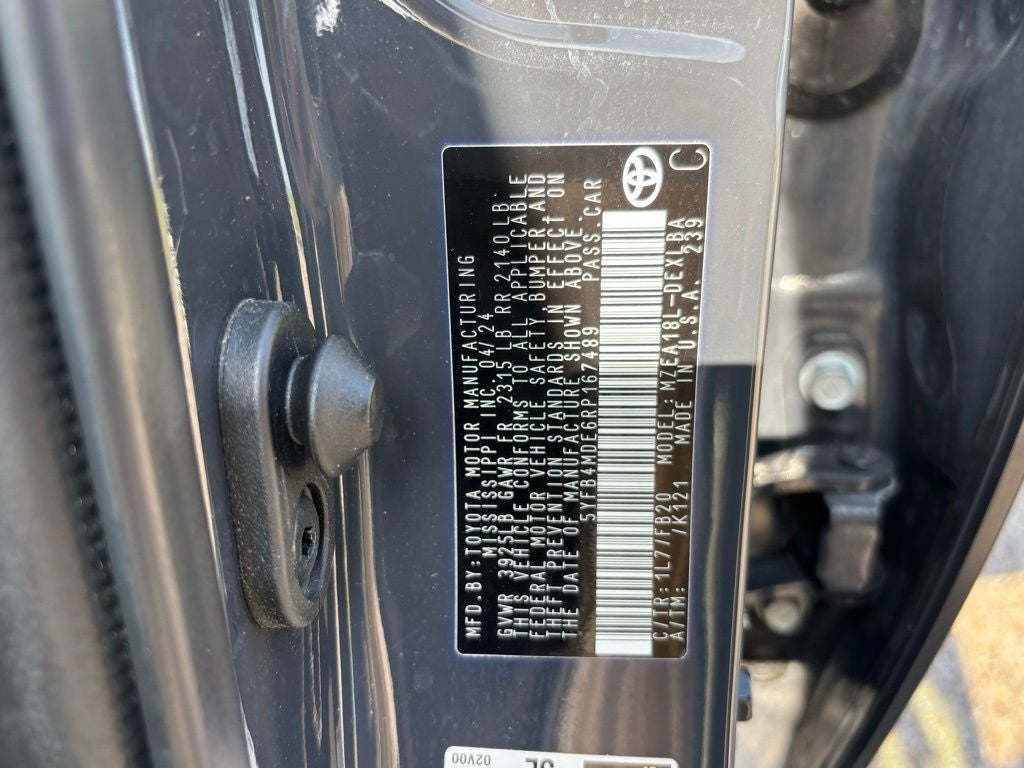 MFD.BY:TOYOTA MOTOR MANUFACTURING
MISSISSIPPI INC. 04/24
GVWR 3925LB GAWR FR 2315 LB RR 2140LB
THIS VEHICLE CONFORMS TO ALL APPLICABLE
FEDERAL MOTOR VEHICLE SAFETY BUMPER AND
THEFT PREVENTION STANDARDS IN EFFECT ON
THE DATE OF MANUFACTURE SHOWN ABOVE.
5YFB4MDE6RP167489 PASS.CAR
C/TR: 1L7/FB20 MODEL: MZEA18L-DEXLBA
A/TM: /K121 MADE IN U.S.A. 239
C
02V00